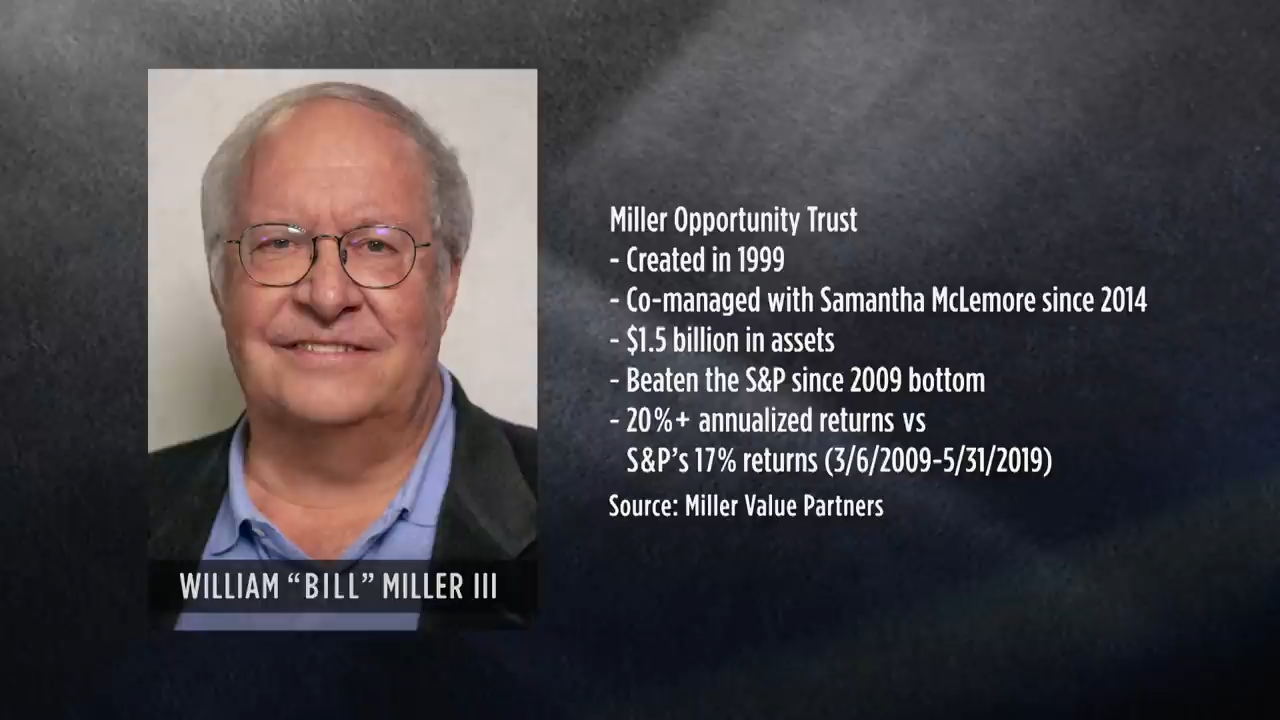 Miller Opportunity Trust
- Created in 1999
- Co-managed with Samantha McLemore since 2014
- $1.5 billion in assets
- Beaten the S&P since 2009 bottom
- 20%+ annualized returns vs
S&P's 17% returns (3/6/2009-5/31/2019)
Source: Miller Value Partners
WILLIAM “BILL” MILLER III